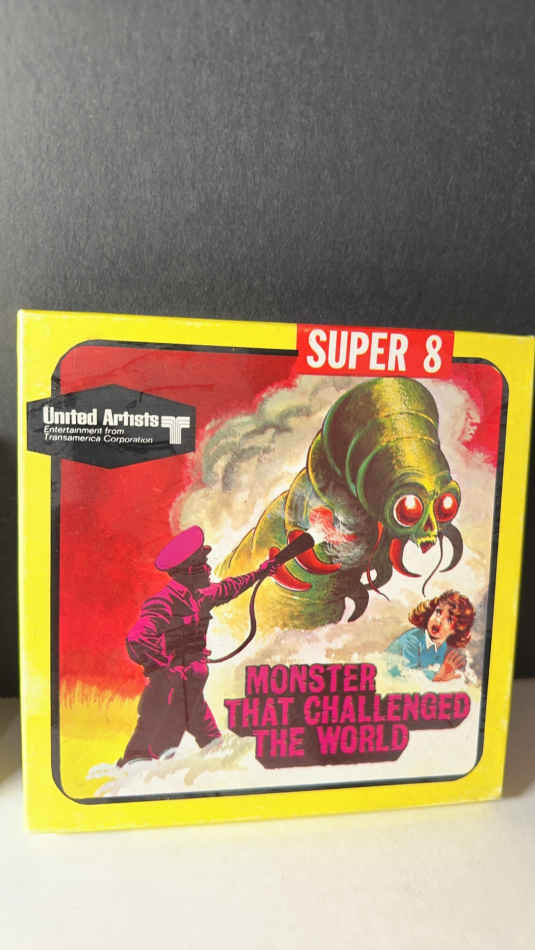 SUPER 8
United Artists
Entertainment from
Transamerica Corporation
MONSTER
THAT CHALLENGED
THE WORLD